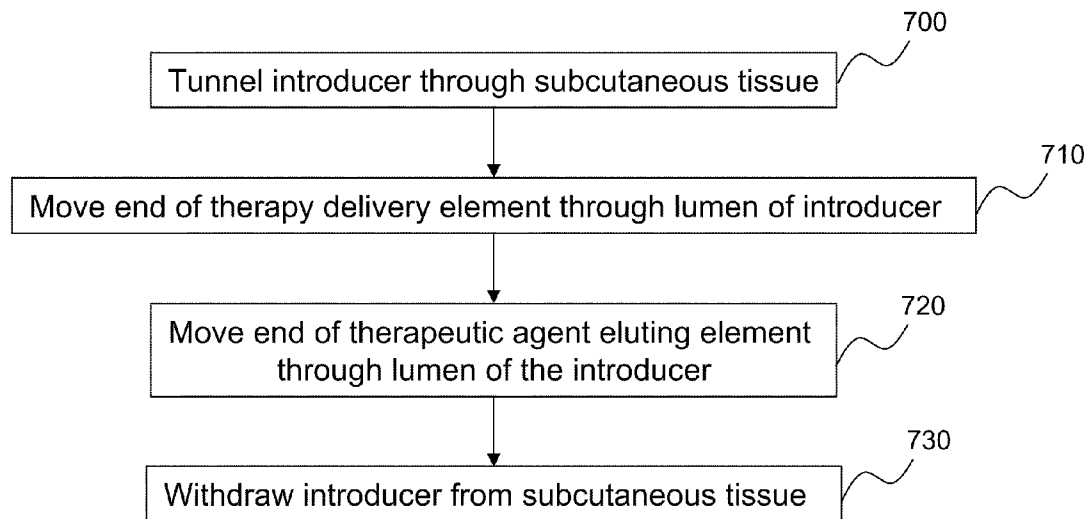 700
Tunnel introducer through subcutaneous tissue
710
Move end of therapy delivery element through lumen of introducer
720
Move end of therapeutic agent eluting element
through lumen of the introducer
730
Withdraw introducer from subcutaneous tissue